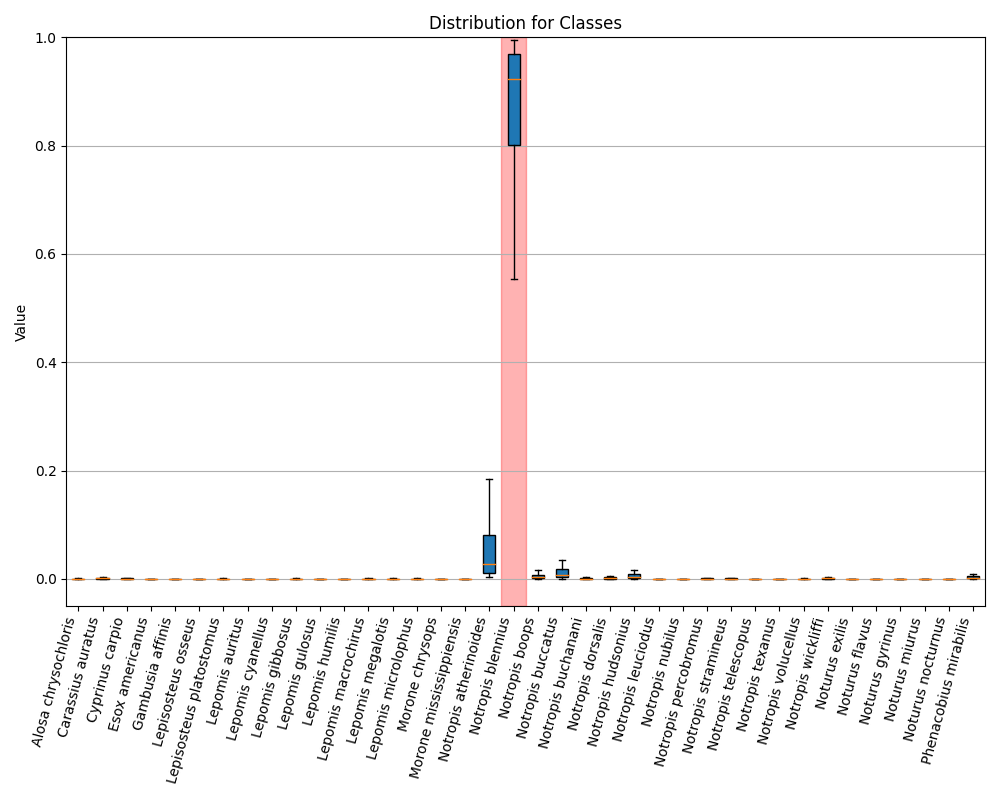 Distribution for Classes
Value
1.0
0.8
0.6
0.4
0.2
0.0
Alosa chrysochloris
Carassius auratus
Cyprinus carpio
Esox americanus
Gambusia affinis
Lepisosteus osseus
Lepisosteus platostomus
Lepomis auritus
Lepomis cyanellus
Lepomis gibbosus
Lepomis gulosus
Lepomis humilis
Lepomis macrochirus
Lepomis megalotis
Lepomis microlophus
Morone chrysops
Morone mississippiensis
Notropis atherinoides
Notropis blennius
Notropis boops
Notropis buccatus
Notropis buchanani
Notropis dorsalis
Notropis hudsonius
Notropis leuciodus
Notropis nubilus
Notropis percobromus
Notropis stramineus
Notropis telescopus
Notropis texanus
Notropis volucellus
Notropis wickliffi
Noturus exilis
Noturus flavus
Noturus gyrinus
Noturus miurus
Noturus nocturnus
Phenacobius mirabilis